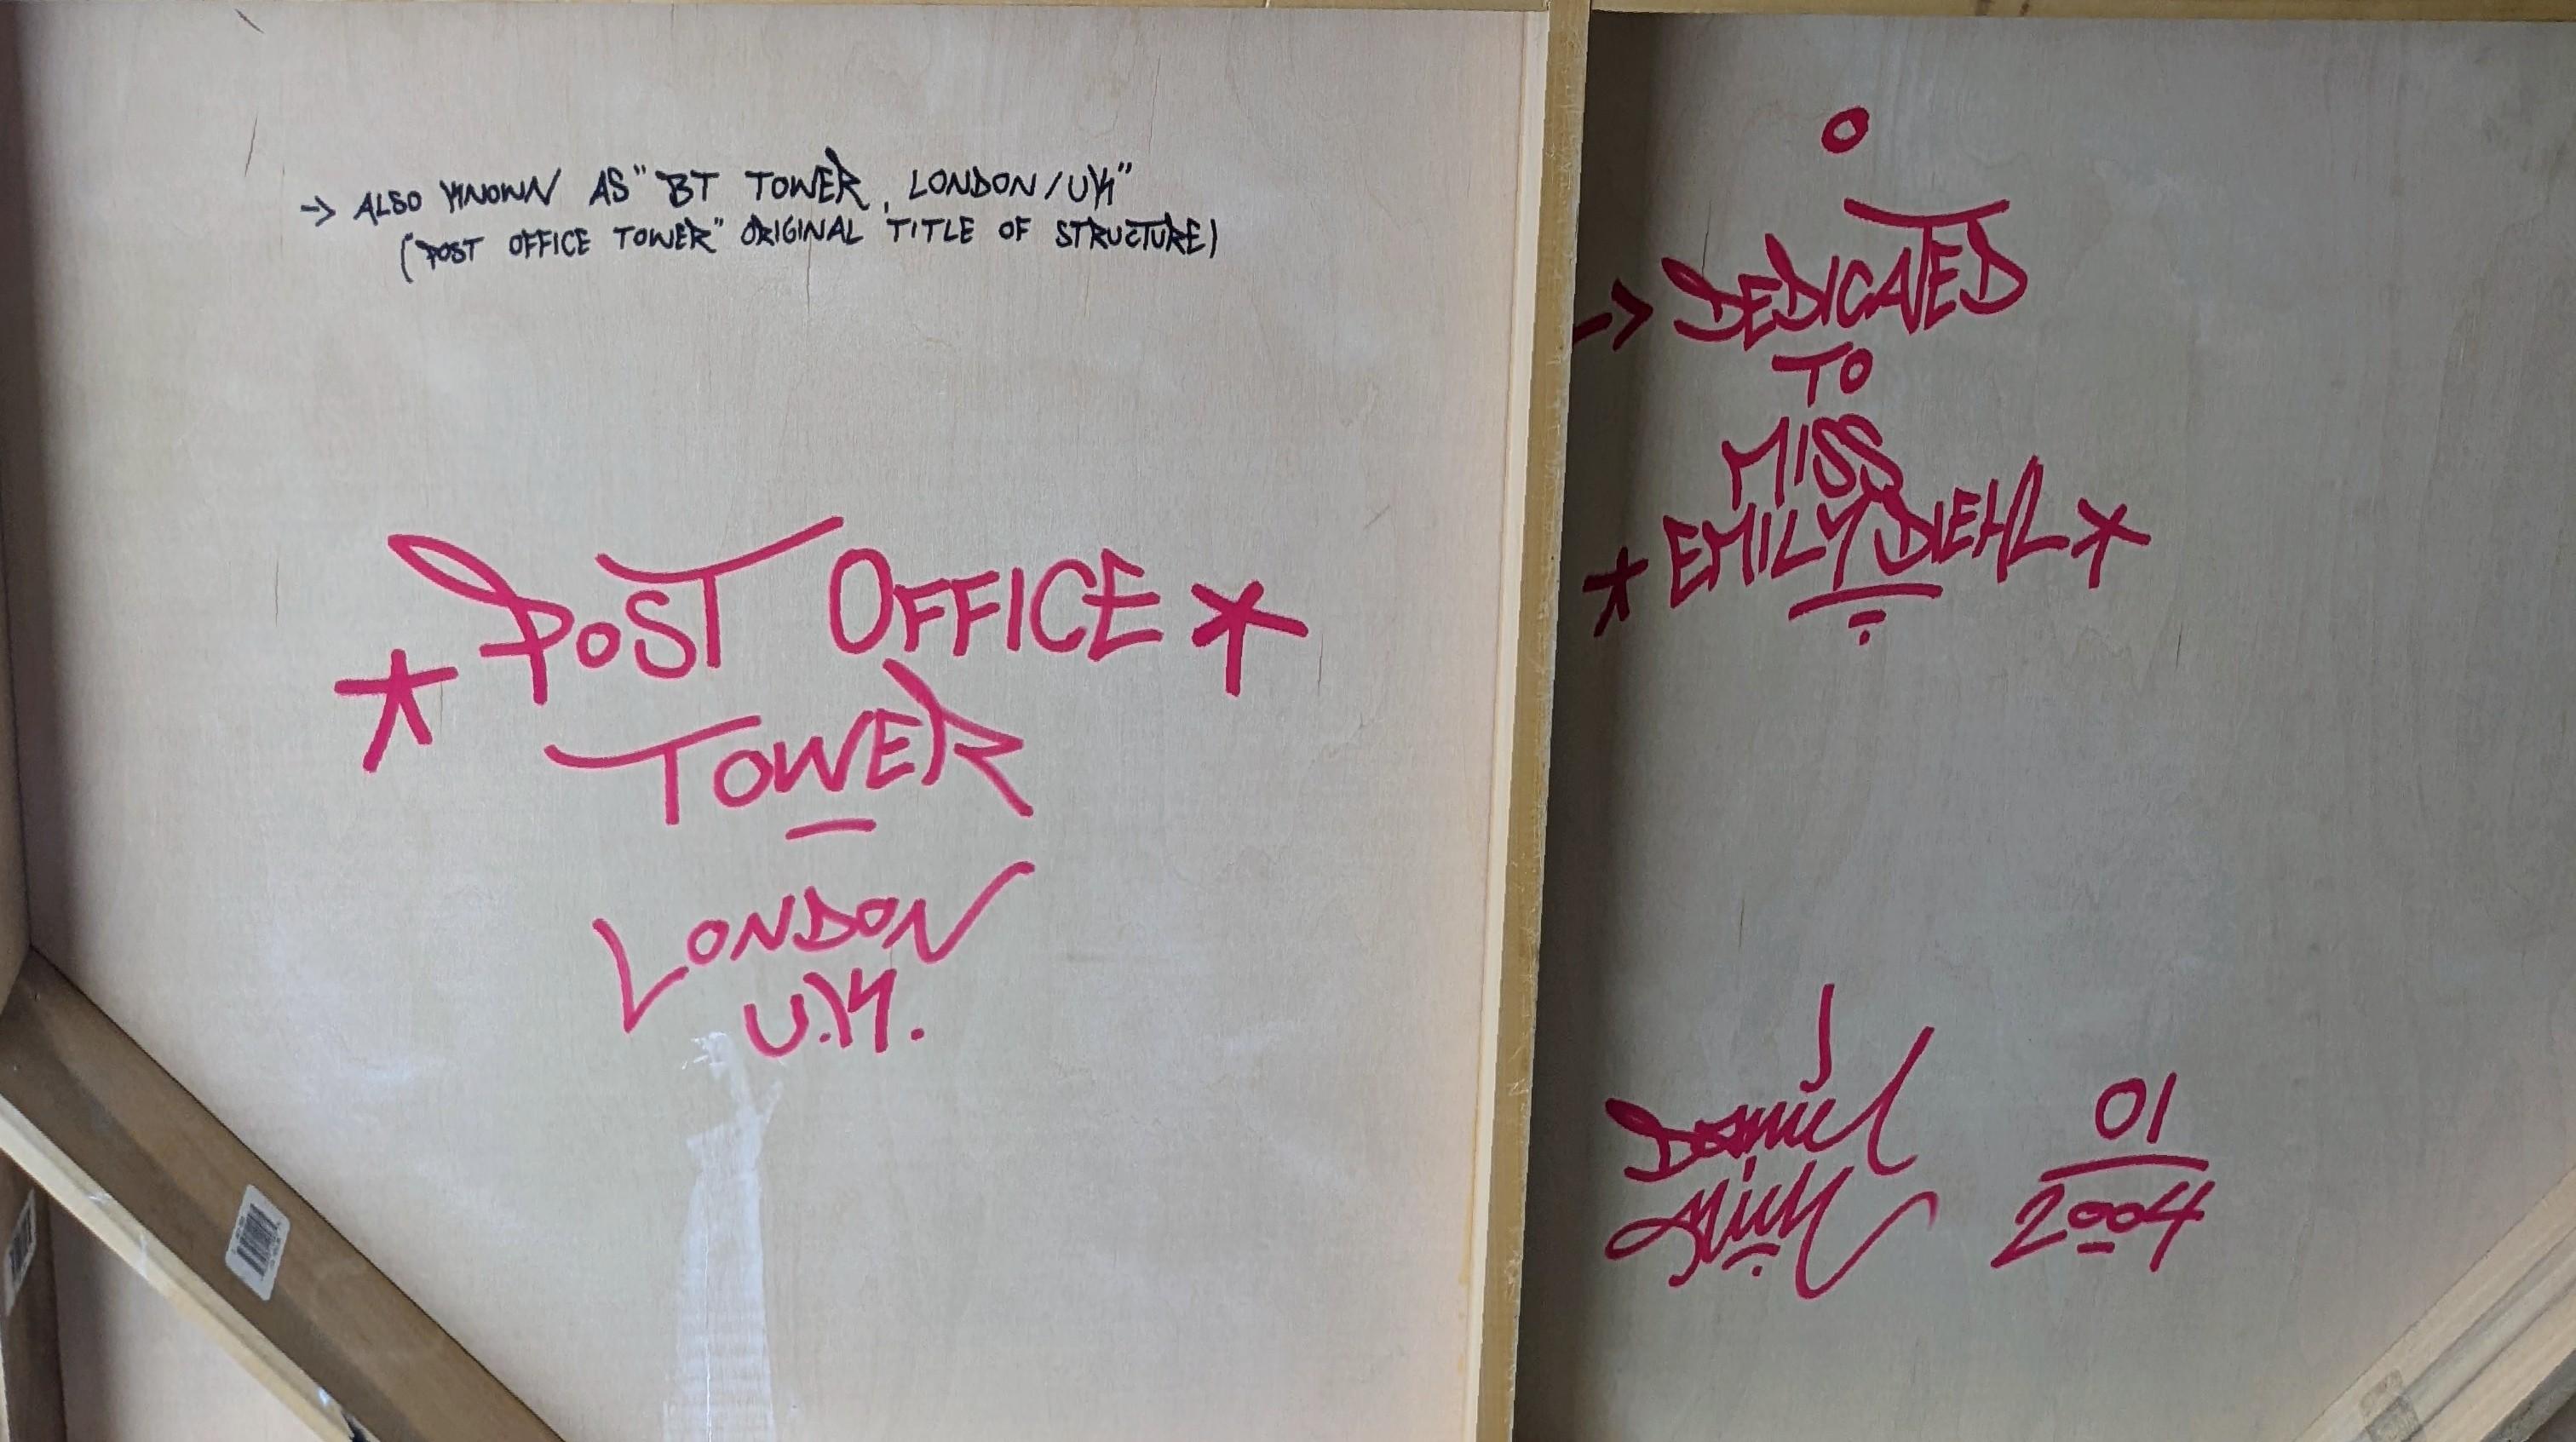 -> ALSO KNOWN AS "BT TOWER, LONDON/UK"
("POST OFFICE TOWER" ORIGINAL TITLE OF STRUCTURE)
* POST OFFICE *
TOWER
LONDON
U.K.
-> DEDICATED
TO
MISS
* EMILY DIEHL *
Daniel
01
2004